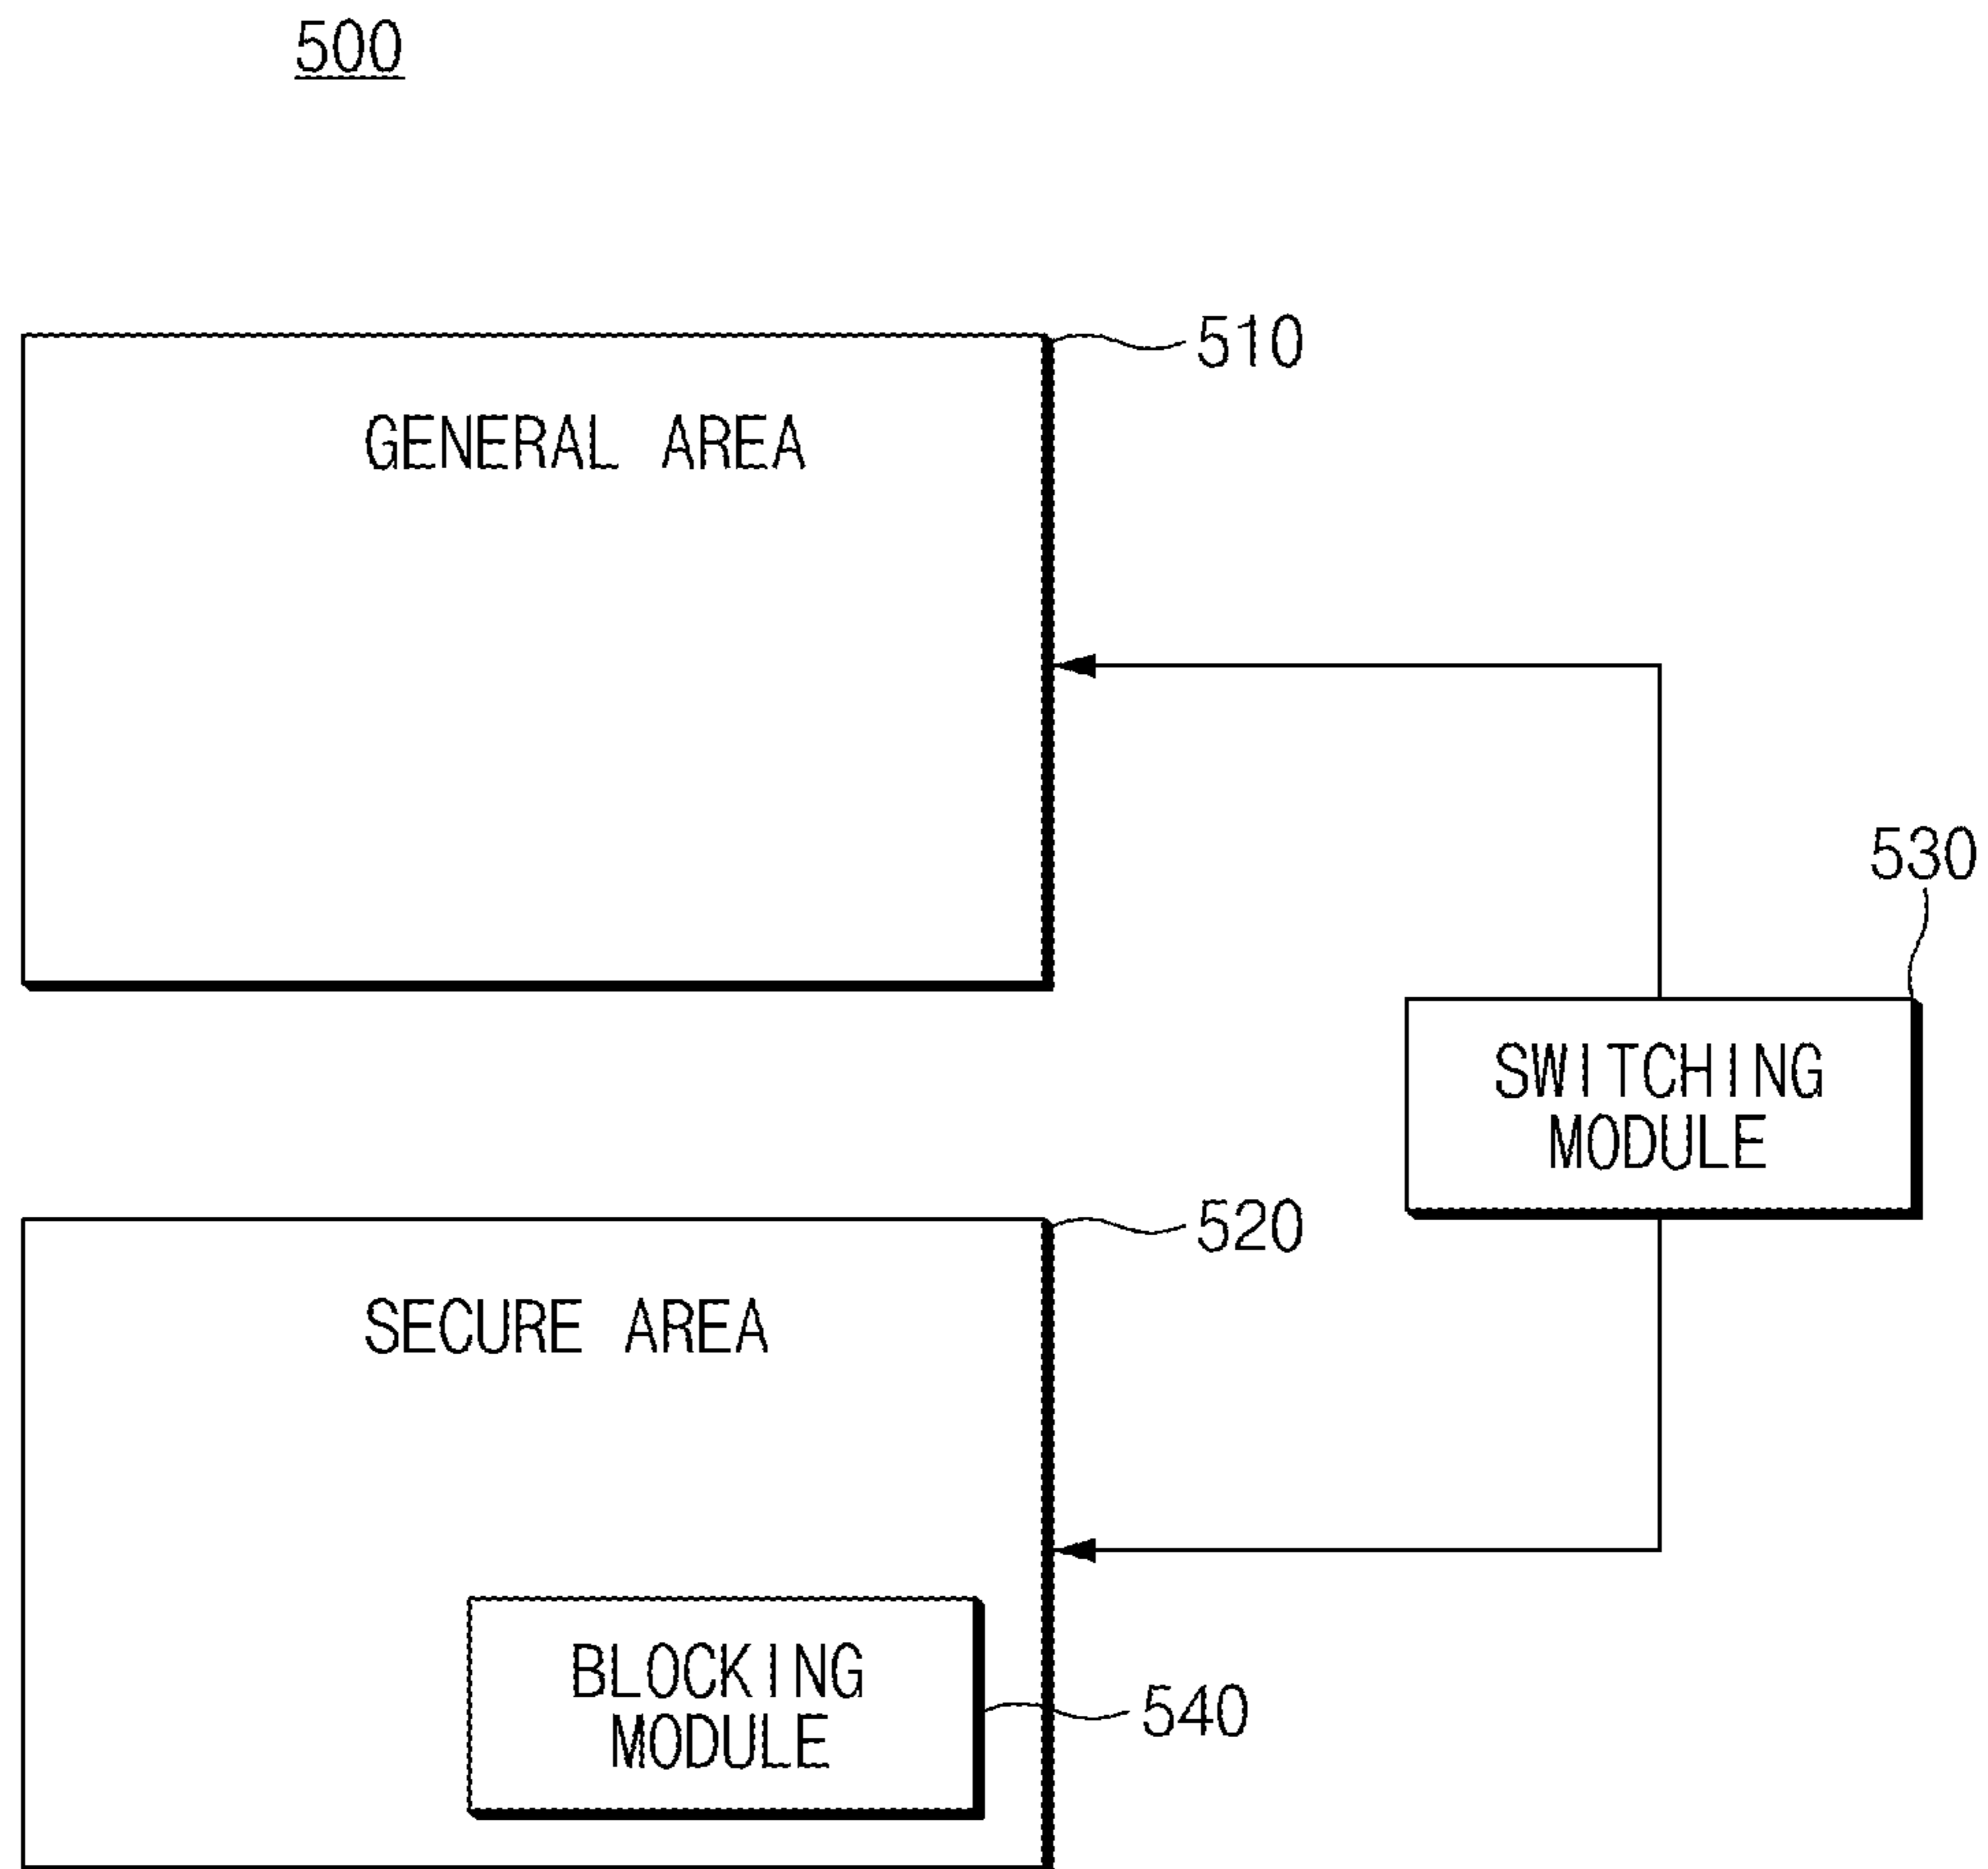 500
510
GENERAL AREA
530
SWITCHING
MODULE
520
SECURE AREA
BLOCKING
MODULE
540